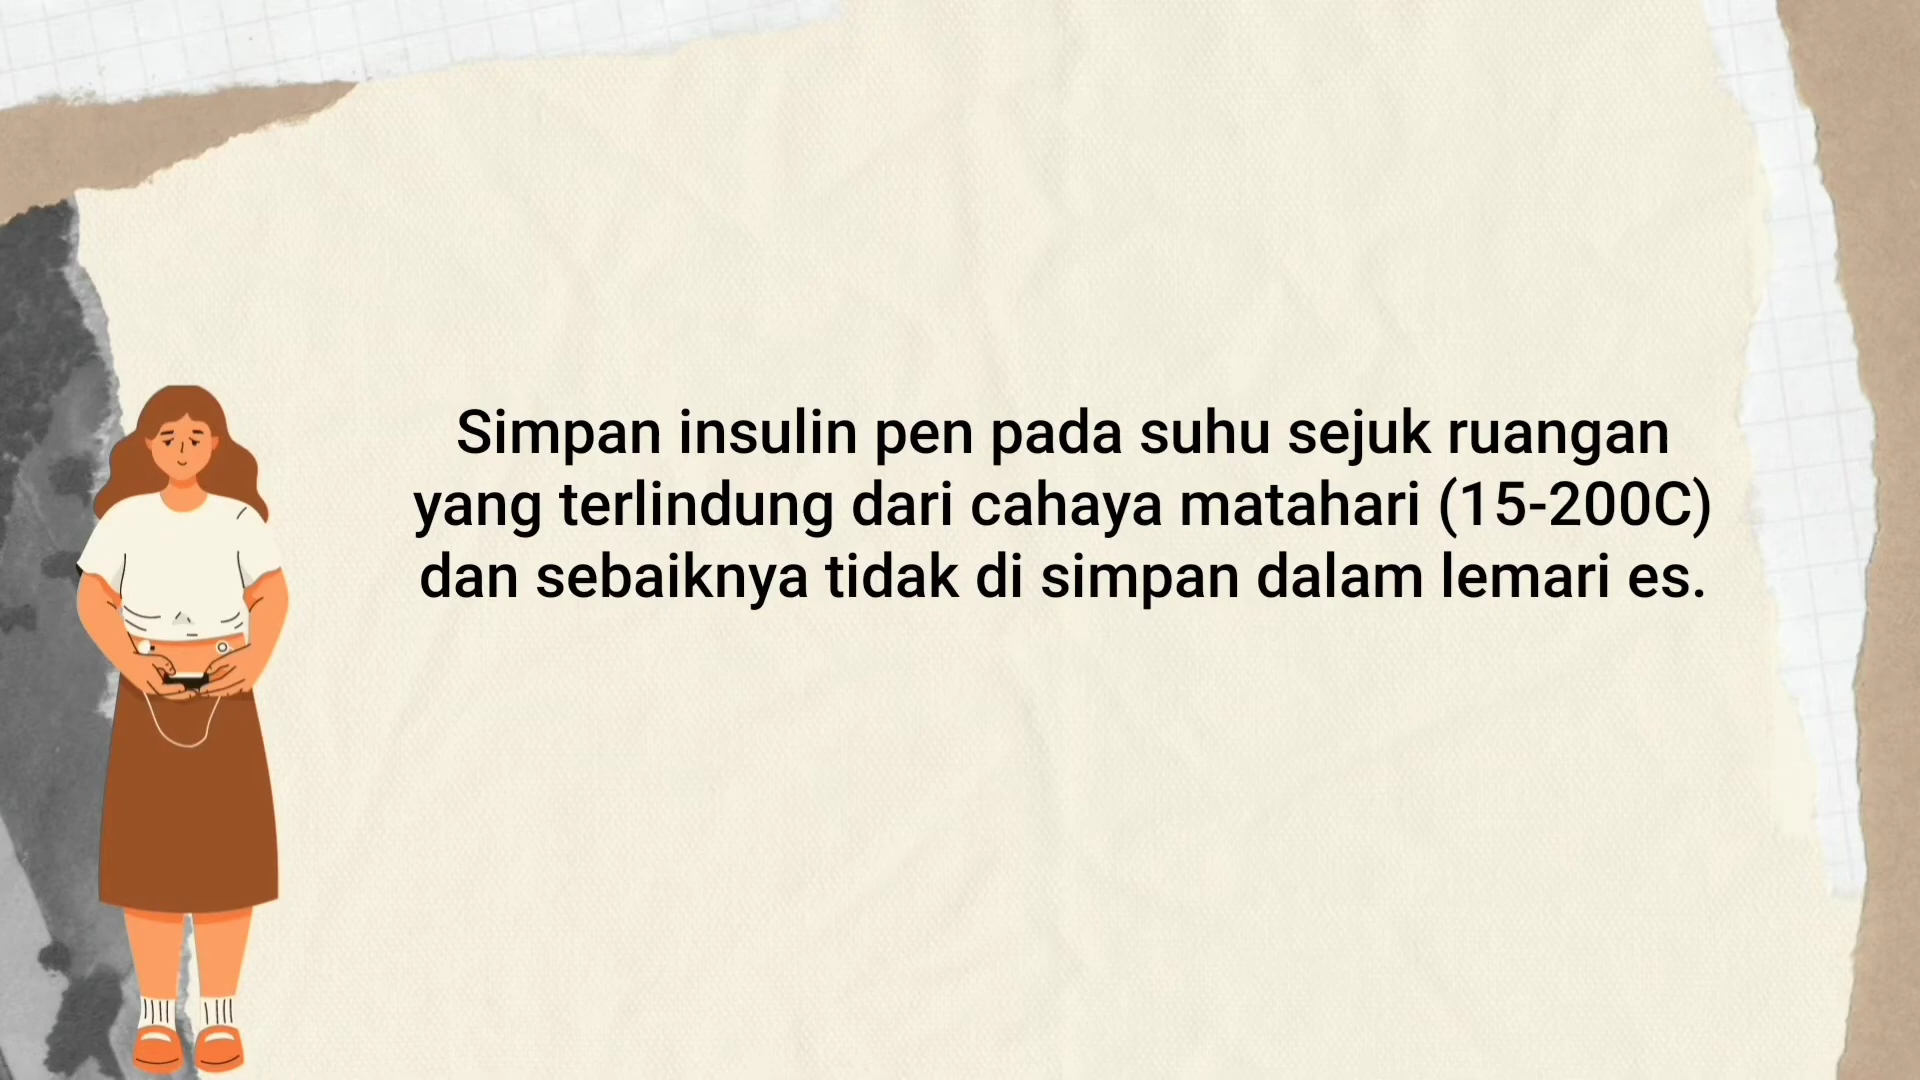 Simpan insulin pen pada suhu sejuk ruangan
yang terlindung dari cahaya matahari (15-200C)
dan sebaiknya tidak di simpan dalam lemari es.